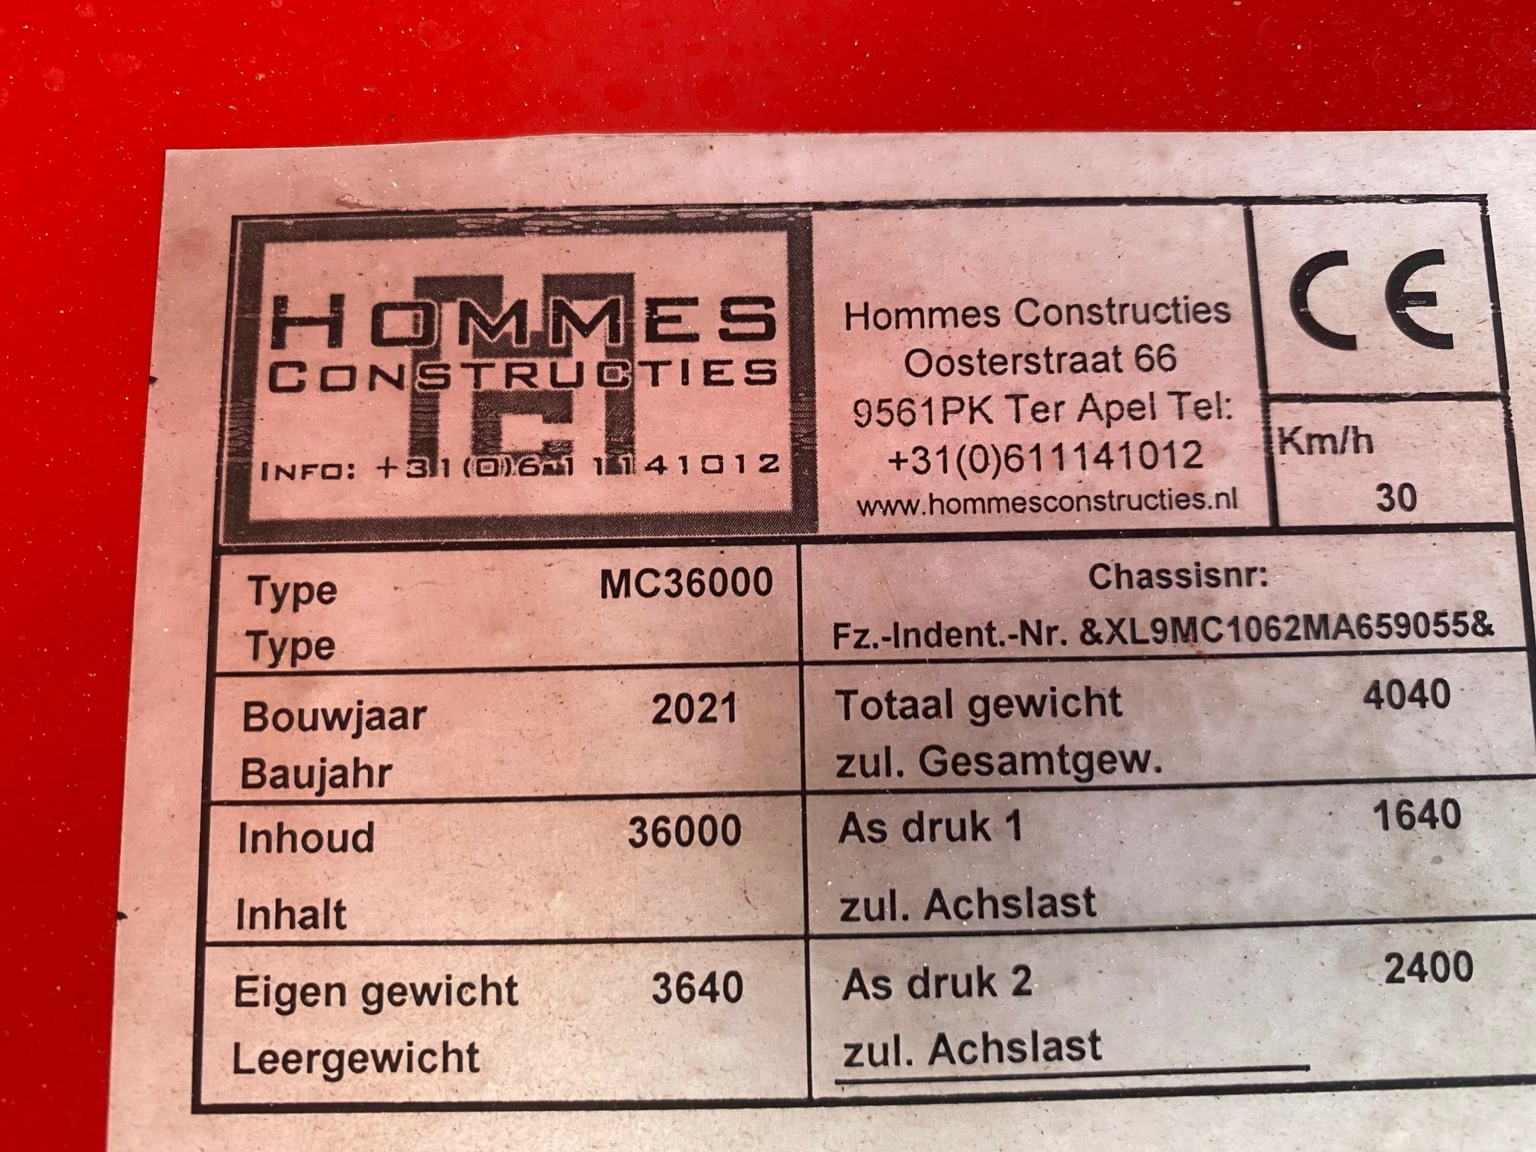 HOMMES
CONSTRUCTIES
INFO: +31(0)611141012
Hommes Constructies
Oosterstraat 66
9561PK Ter Apel Tel:
+31(0)611141012
www.hommesconstructies.nl
CE
Km/h
30
Type MC36000
Type
Chassisnr:
Fz.-Indent.-Nr. &XL9MC1062MA659055&
Bouwjaar 2021
Baujahr
Totaal gewicht 4040
zul. Gesamtgew.
Inhoud 36000
Inhalt
As druk 1 1640
zul. Achslast
Eigen gewicht 3640
Leergewicht
As druk 2 2400
zul. Achslast